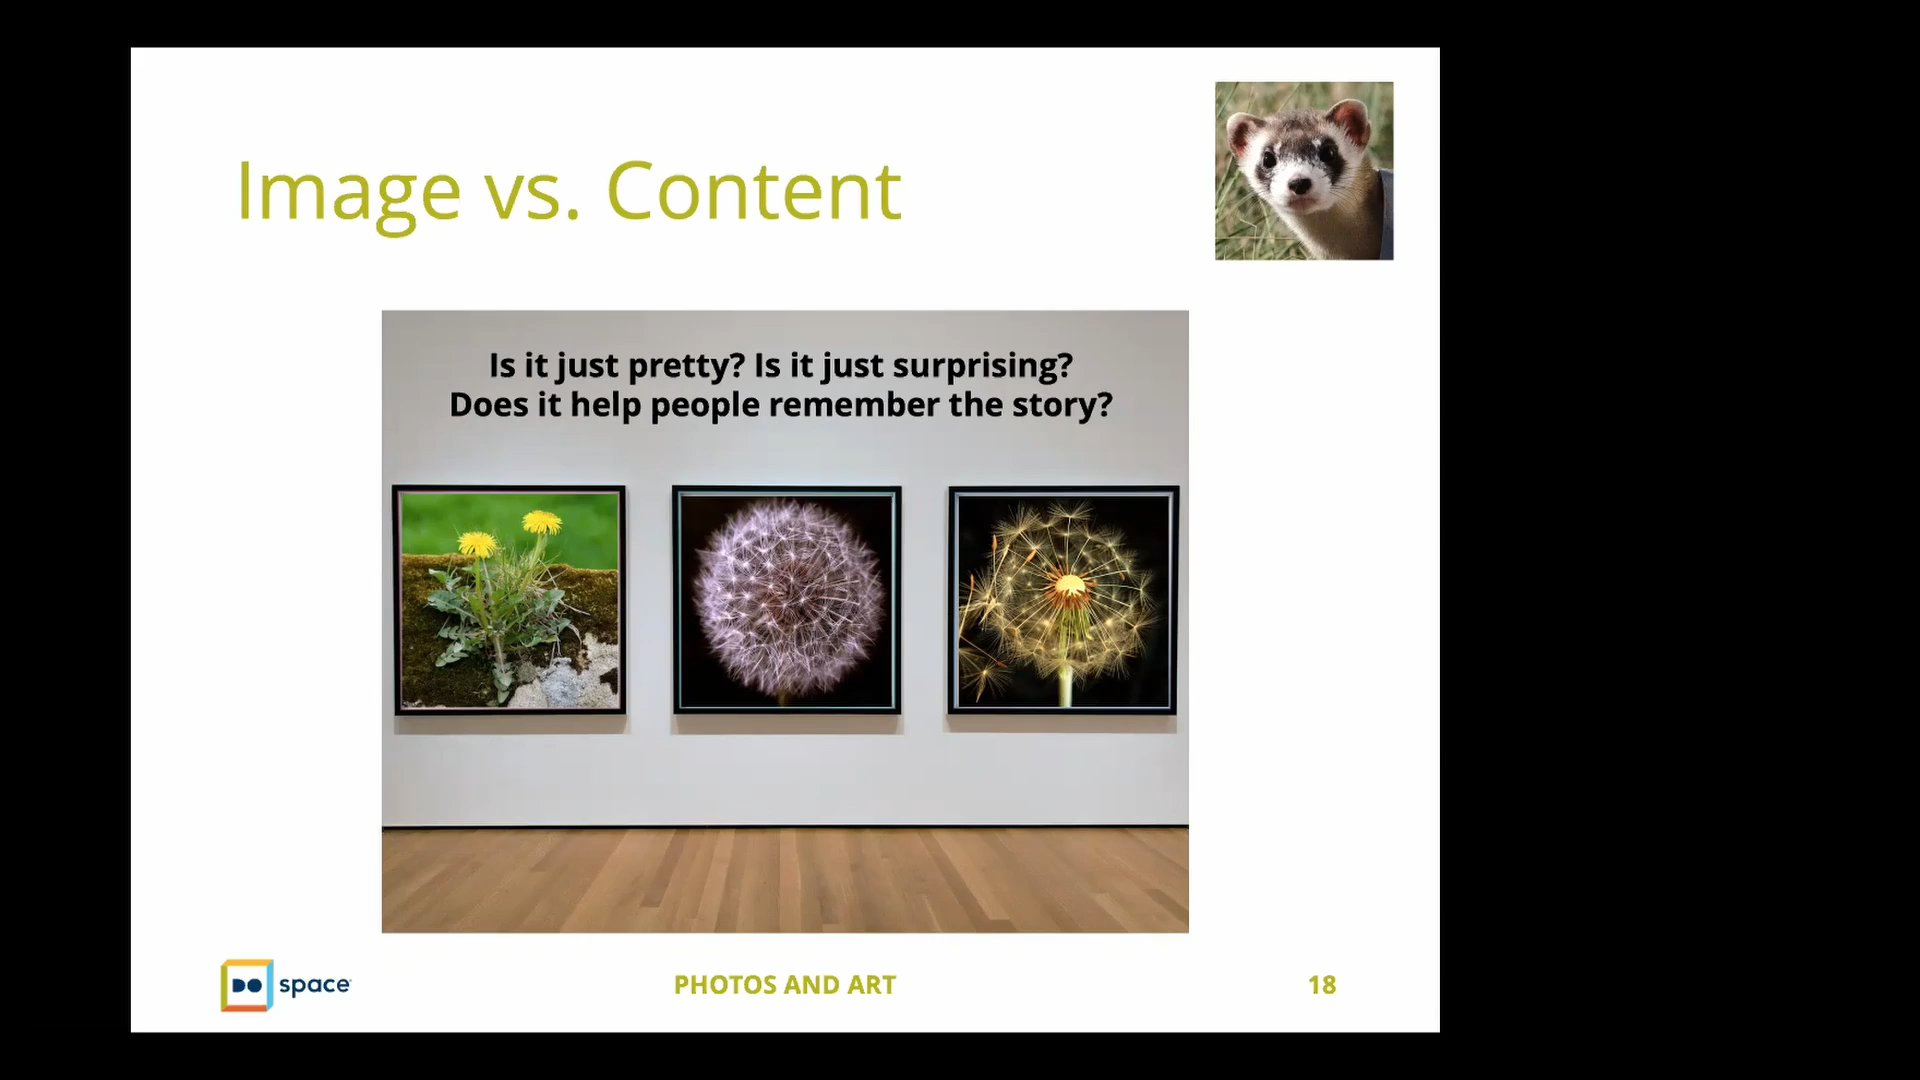 Image vs. Content
Is it just pretty? Is it just surprising?
Does it help people remember the story?
DO space
PHOTOS AND ART
18